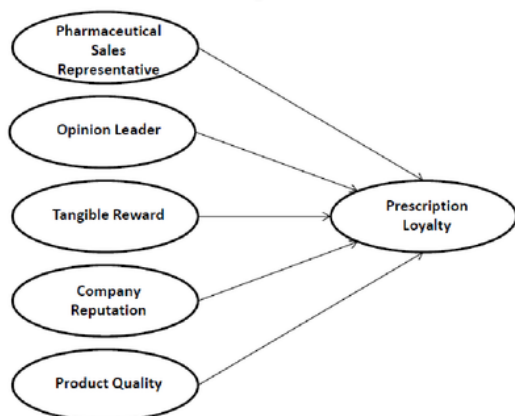 Pharmaceutical
Sales
Representative
Opinion Leader
Tangible Reward
Prescription
Loyalty
Company
Reputation
Product Quality